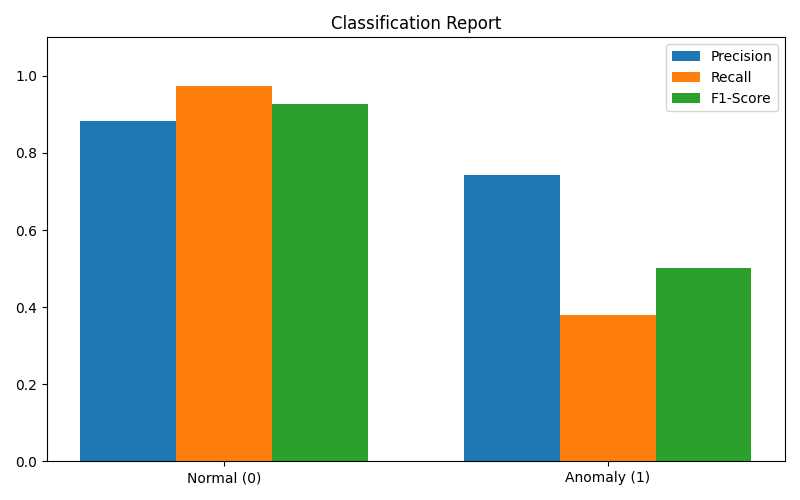 Classification Report
Precision
Recall
F1-Score
1.0
0.8
0.6
0.4
0.2
0.0
Normal (0)
Anomaly (1)